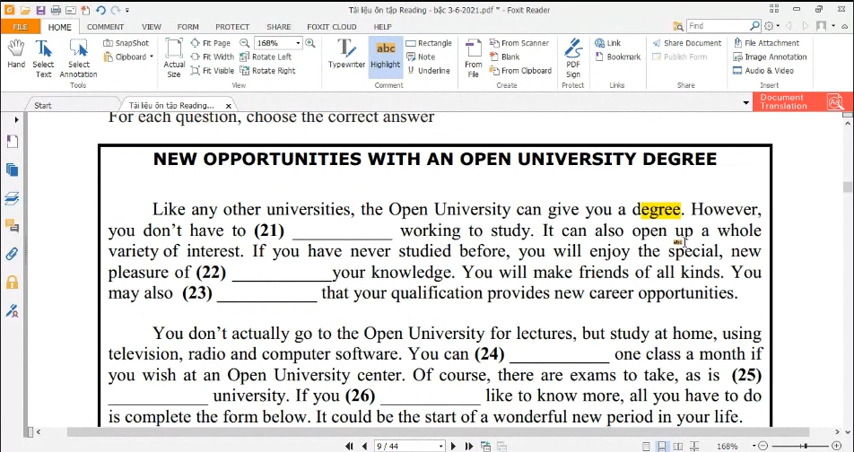 Tài liệu ôn tập Reading - bậc 3-6-2021.pdf * - Foxit Reader
FILE HOME COMMENT VIEW FORM PROTECT SHARE FOXIT CLOUD HELP Find
Hand Select Text Select Annotation SnapShot Clipboard Tools
Actual Size Fit Page Fit Width Fit Visible 168% Rotate Left Rotate Right View
Typewriter abc Highlight Rectangle Note Underline Comment
From File From Scanner Blank From Clipboard Create
PDF Sign Protect
Link Bookmark Links
Share Document Publish Form Share
File Attachment Image Annotation Audio & Video Insert
Start Tài liệu ôn tập Reading... Document Translation
For each question, choose the correct answer
NEW OPPORTUNITIES WITH AN OPEN UNIVERSITY DEGREE
Like any other universities, the Open University can give you a degree. However,
you don't have to (21) __________ working to study. It can also open up a whole
variety of interest. If you have never studied before, you will enjoy the special, new
pleasure of (22) __________your knowledge. You will make friends of all kinds. You
may also (23) __________ that your qualification provides new career opportunities.
You don't actually go to the Open University for lectures, but study at home, using
television, radio and computer software. You can (24) __________ one class a month if
you wish at an Open University center. Of course, there are exams to take, as is (25)
__________ university. If you (26) __________ like to know more, all you have to do
is complete the form below. It could be the start of a wonderful new period in your life.
9 / 44 168%